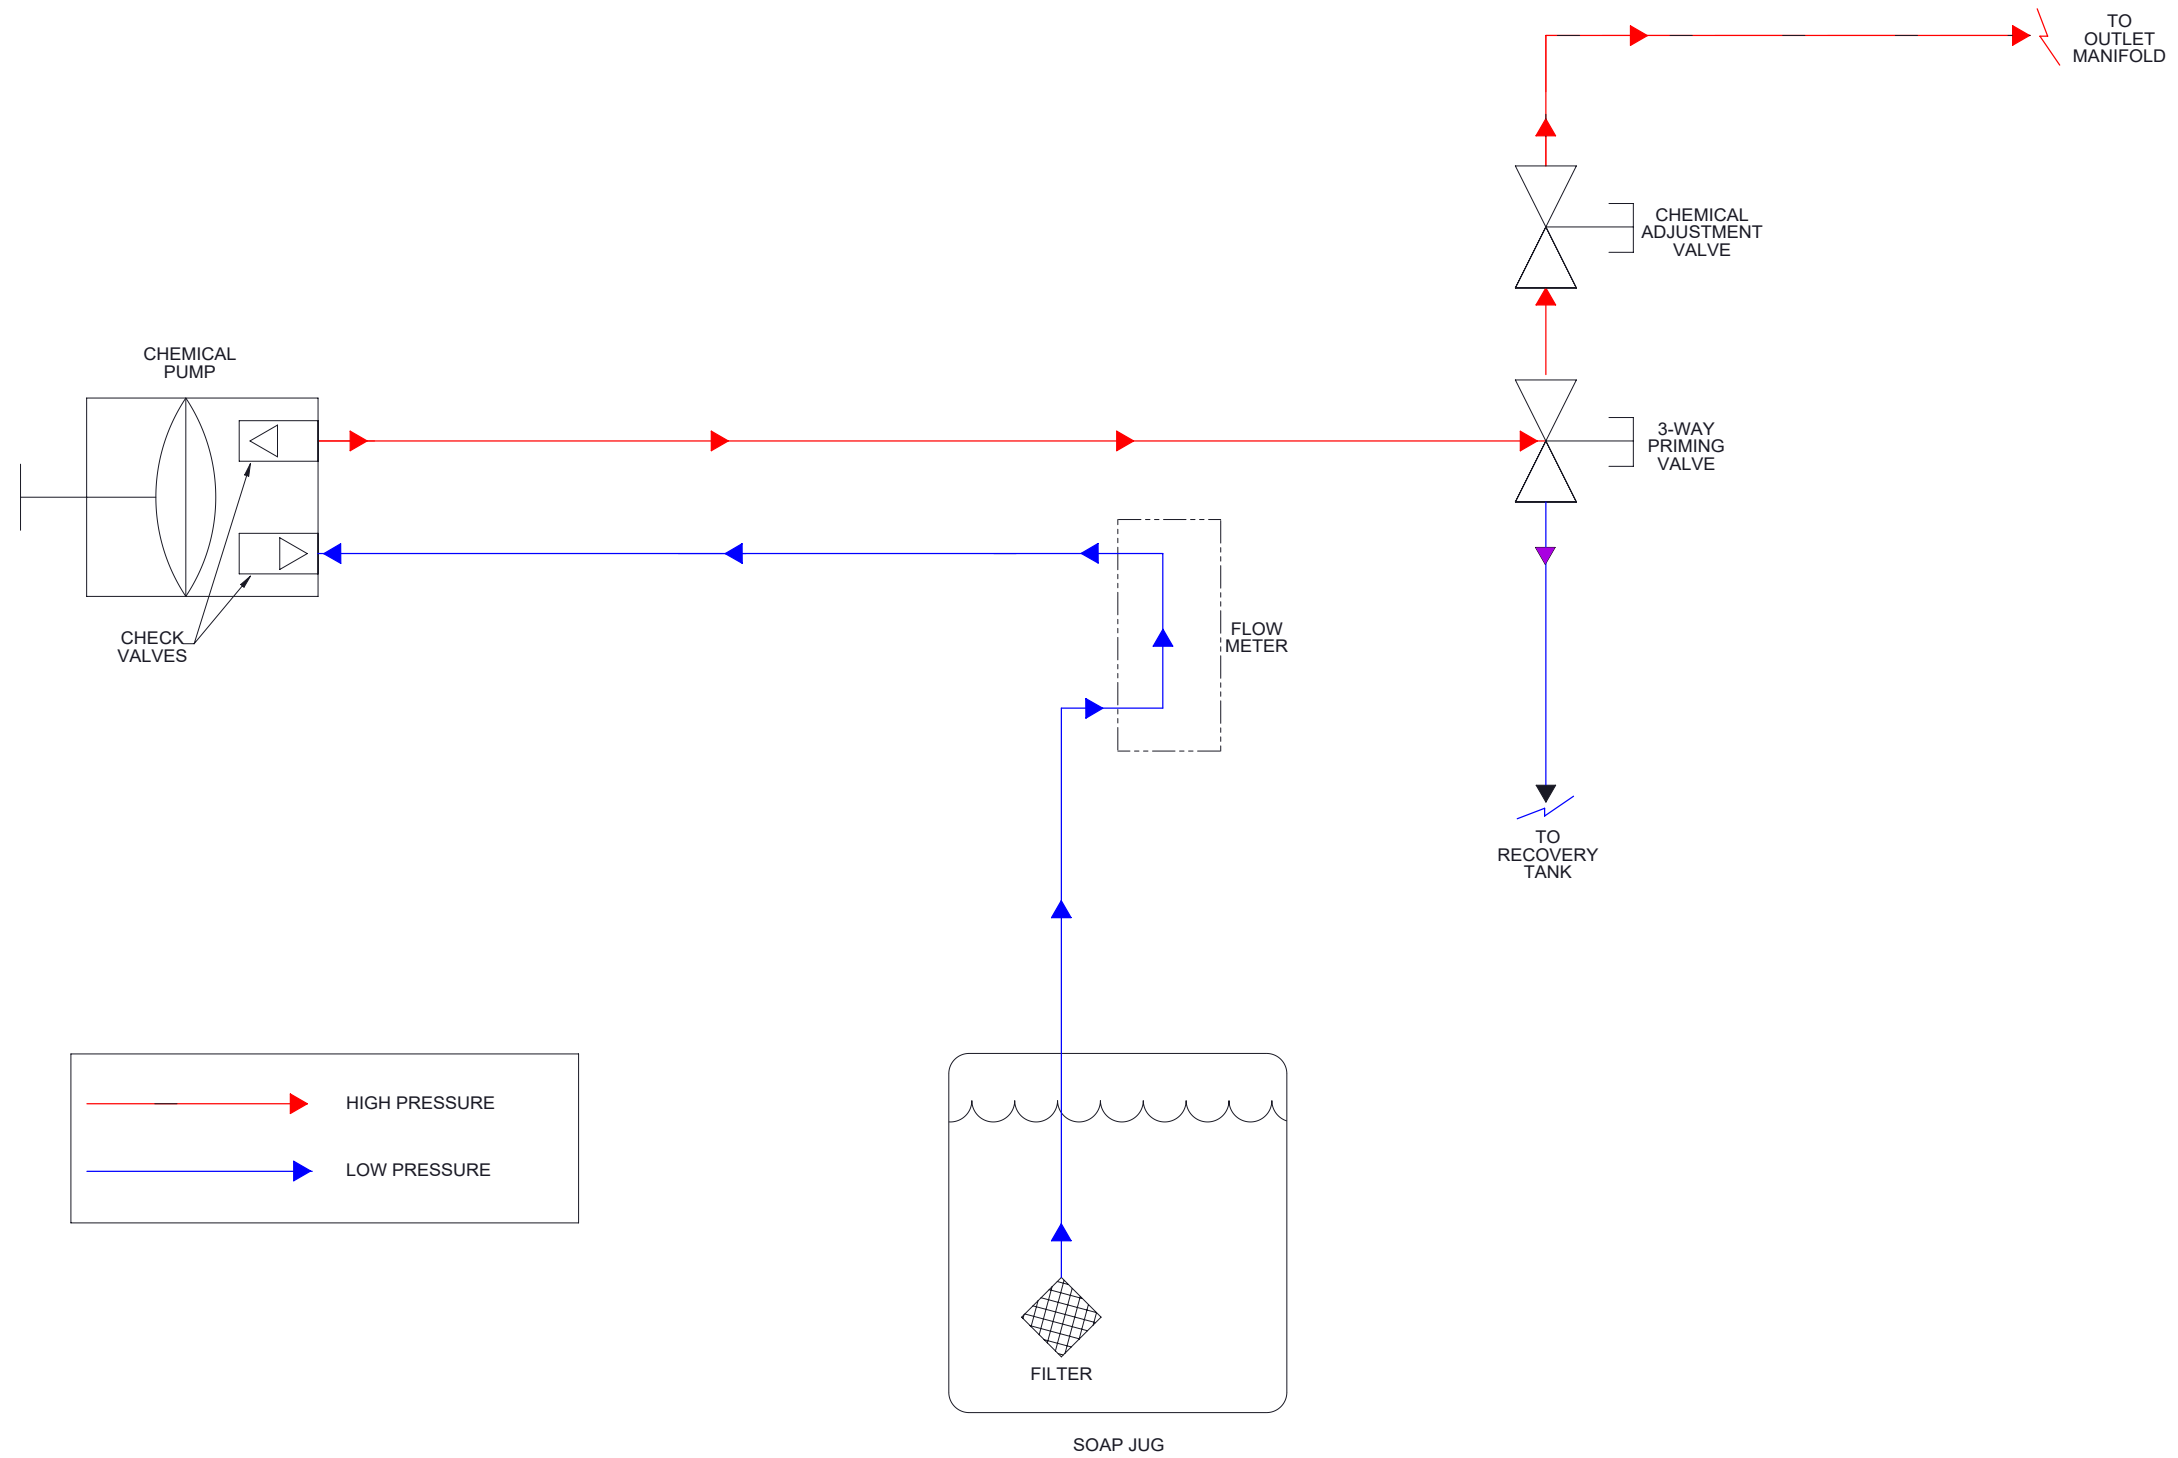 TO
OUTLET
MANIFOLD
CHEMICAL
ADJUSTMENT
VALVE
CHEMICAL
PUMP
3-WAY
PRIMING
VALVE
FLOW
METER
CHECK
VALVES
TO
RECOVERY
TANK
HIGH PRESSURE
LOW PRESSURE
FILTER
SOAP JUG